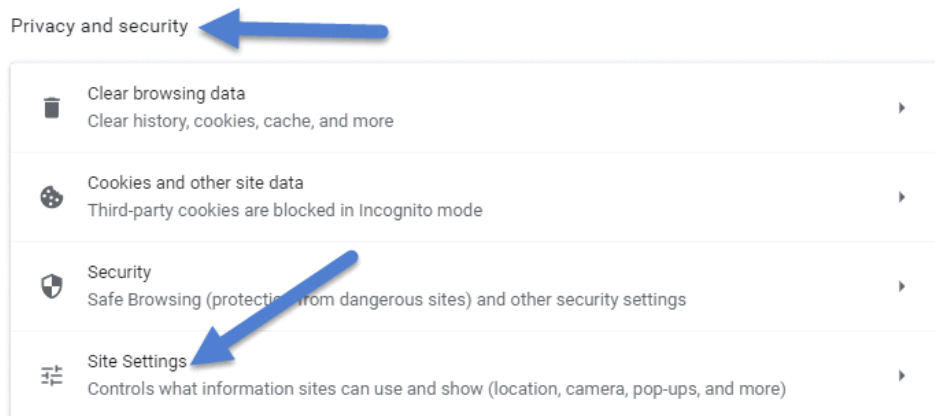 Privacy and security
Clear browsing data
Clear history, cookies, cache, and more
Cookies and other site data
Third-party cookies are blocked in Incognito mode
Security
Safe Browsing (protection from dangerous sites) and other security settings
Site Settings
Controls what information sites can use and show (location, camera, pop-ups, and more)